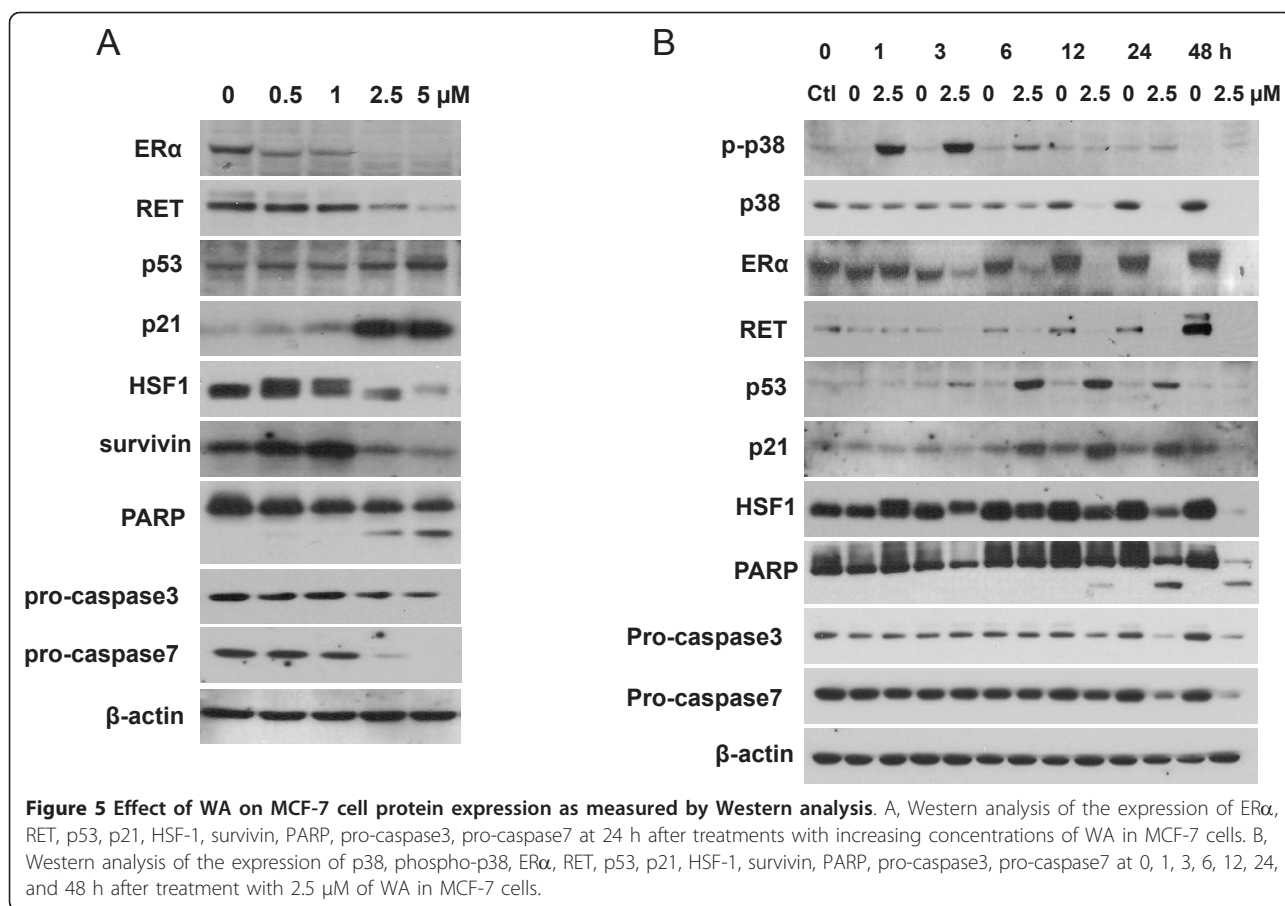 A
0 0.5 1 2.5 5 µM
ERα
RET
p53
p21
HSF1
survivin
PARP
pro-caspase3
pro-caspase7
β-actin
B
0 1 3 6 12 24 48 h
Ctl 0 2.5 0 2.5 0 2.5 0 2.5 0 2.5 0 2.5 µM
p-p38
p38
ERα
RET
p53
p21
HSF1
PARP
Pro-caspase3
Pro-caspase7
β-actin
Figure 5 Effect of WA on MCF-7 cell protein expression as measured by Western analysis. A, Western analysis of the expression of ERα,
RET, p53, p21, HSF-1, survivin, PARP, pro-caspase3, pro-caspase7 at 24 h after treatments with increasing concentrations of WA in MCF-7 cells. B,
Western analysis of the expression of p38, phospho-p38, ERα, RET, p53, p21, HSF-1, survivin, PARP, pro-caspase3, pro-caspase7 at 0, 1, 3, 6, 12, 24,
and 48 h after treatment with 2.5 µM of WA in MCF-7 cells.